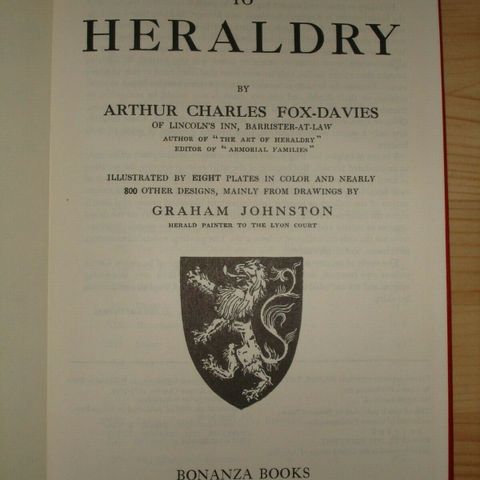 TO
HERALDRY
BY
ARTHUR CHARLES FOX-DAVIES
OF LINCOLN'S INN, BARRISTER-AT-LAW
AUTHOR OF "THE ART OF HERALDRY"
EDITOR OF "ARMORIAL FAMILIES"
ILLUSTRATED BY EIGHT PLATES IN COLOR AND NEARLY
800 OTHER DESIGNS, MAINLY FROM DRAWINGS BY
GRAHAM JOHNSTON
HERALD PAINTER TO THE LYON COURT
BONANZA BOOKS